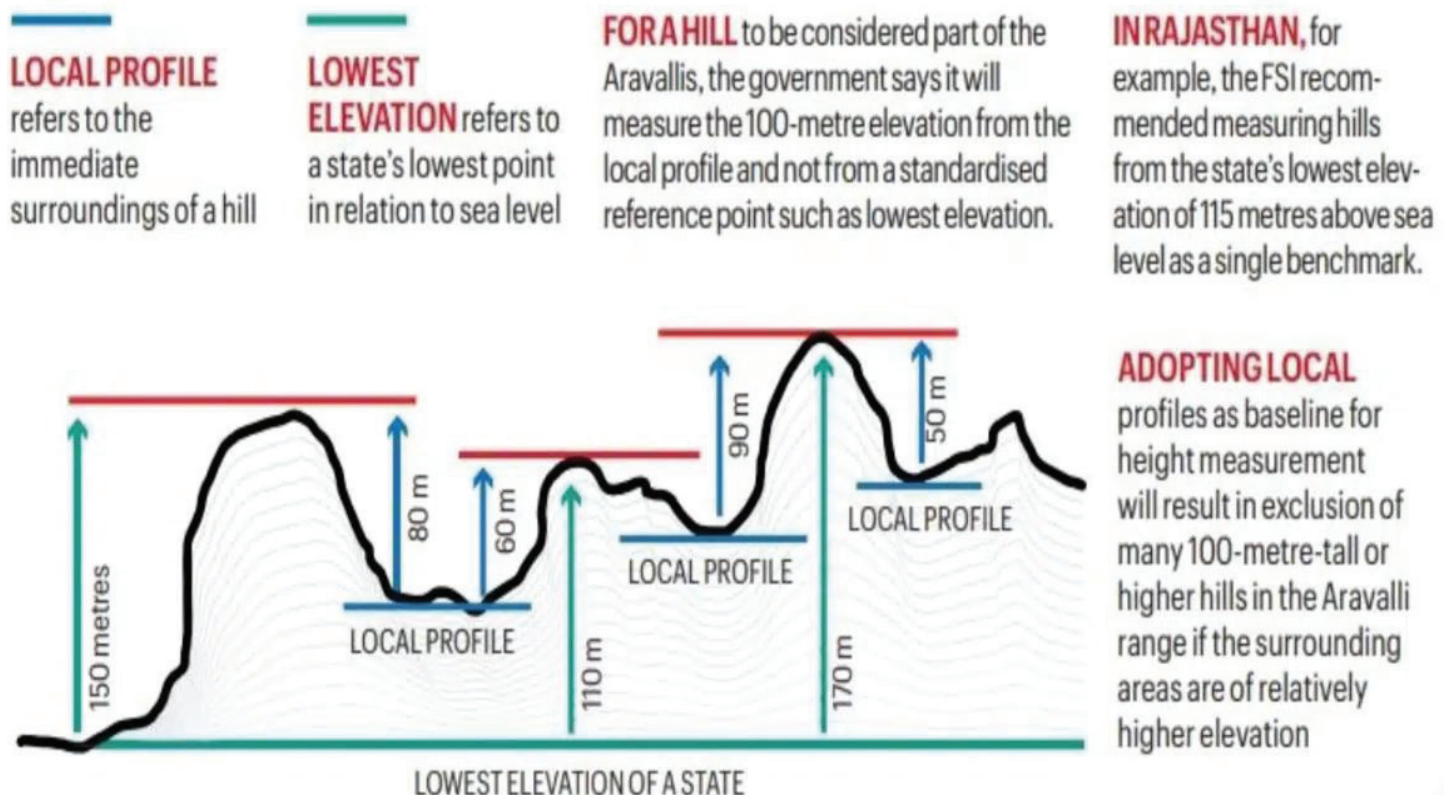 LOCAL PROFILE
refers to the
immediate
surroundings of a hill
LOWEST
ELEVATION refers to
a state's lowest point
in relation to sea level
FOR A HILL to be considered part of the
Aravallis, the government says it will
measure the 100-metre elevation from the
local profile and not from a standardised
reference point such as lowest elevation.
IN RAJASTHAN, for
example, the FSI recom-
mended measuring hills
from the state's lowest elev-
ation of 115 metres above sea
level as a single benchmark.
150 metres
80 m
60 m
LOCAL PROFILE
110 m
90 m
LOCAL PROFILE
170 m
50 m
LOCAL PROFILE
LOWEST ELEVATION OF A STATE
ADOPTING LOCAL
profiles as baseline for
height measurement
will result in exclusion of
many 100-metre-tall or
higher hills in the Aravalli
range if the surrounding
areas are of relatively
higher elevation